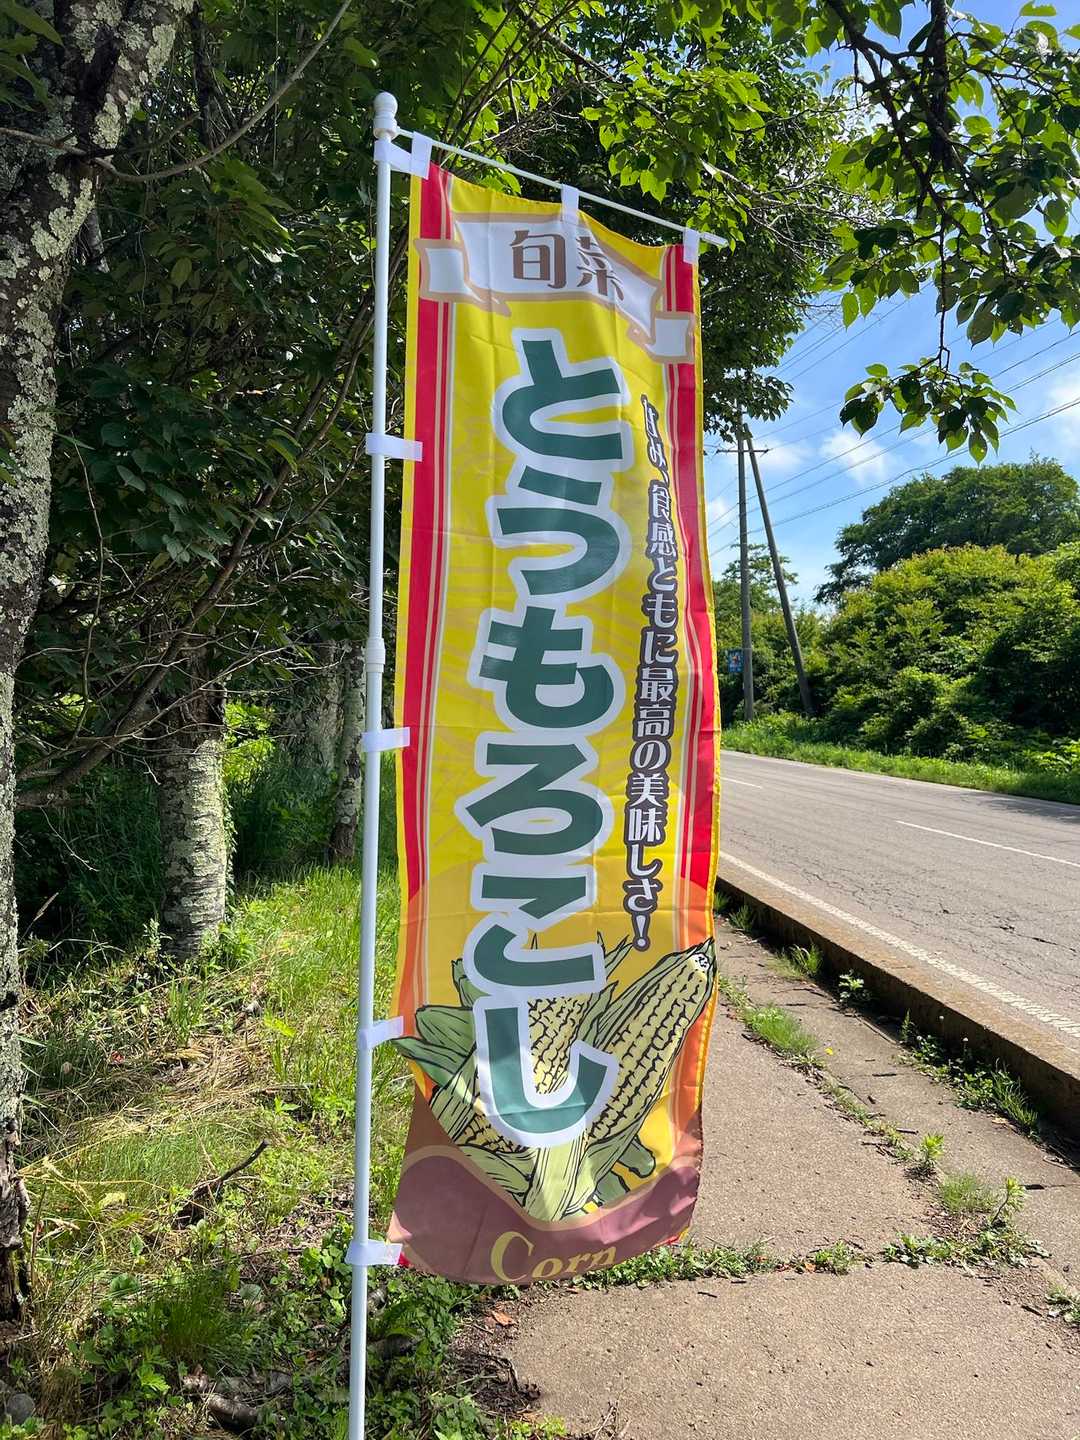 旬菜
とうもろこし
甘み、食感ともに最高の美味しさ!
Corn